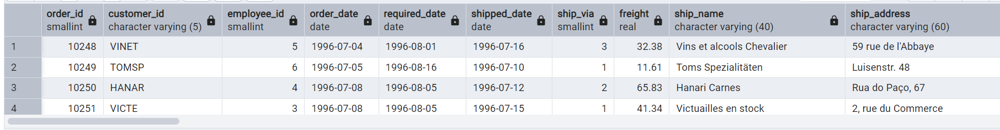 order_id customer_id employee_id order_date required_date shipped_date ship_via freight ship_name ship_address
smallint character varying (5) smallint date date date smallint real character varying (40) character varying (60)
1 10248 VINET 5 1996-07-04 1996-08-01 1996-07-16 3 32.38 Vins et alcools Chevalier 59 rue de l'Abbaye
2 10249 TOMSP 6 1996-07-05 1996-08-16 1996-07-10 1 11.61 Toms Spezialitäten Luisenstr. 48
3 10250 HANAR 4 1996-07-08 1996-08-05 1996-07-12 2 65.83 Hanari Carnes Rua do Paço, 67
4 10251 VICTE 3 1996-07-08 1996-08-05 1996-07-15 1 41.34 Victuailles en stock 2, rue du Commerce